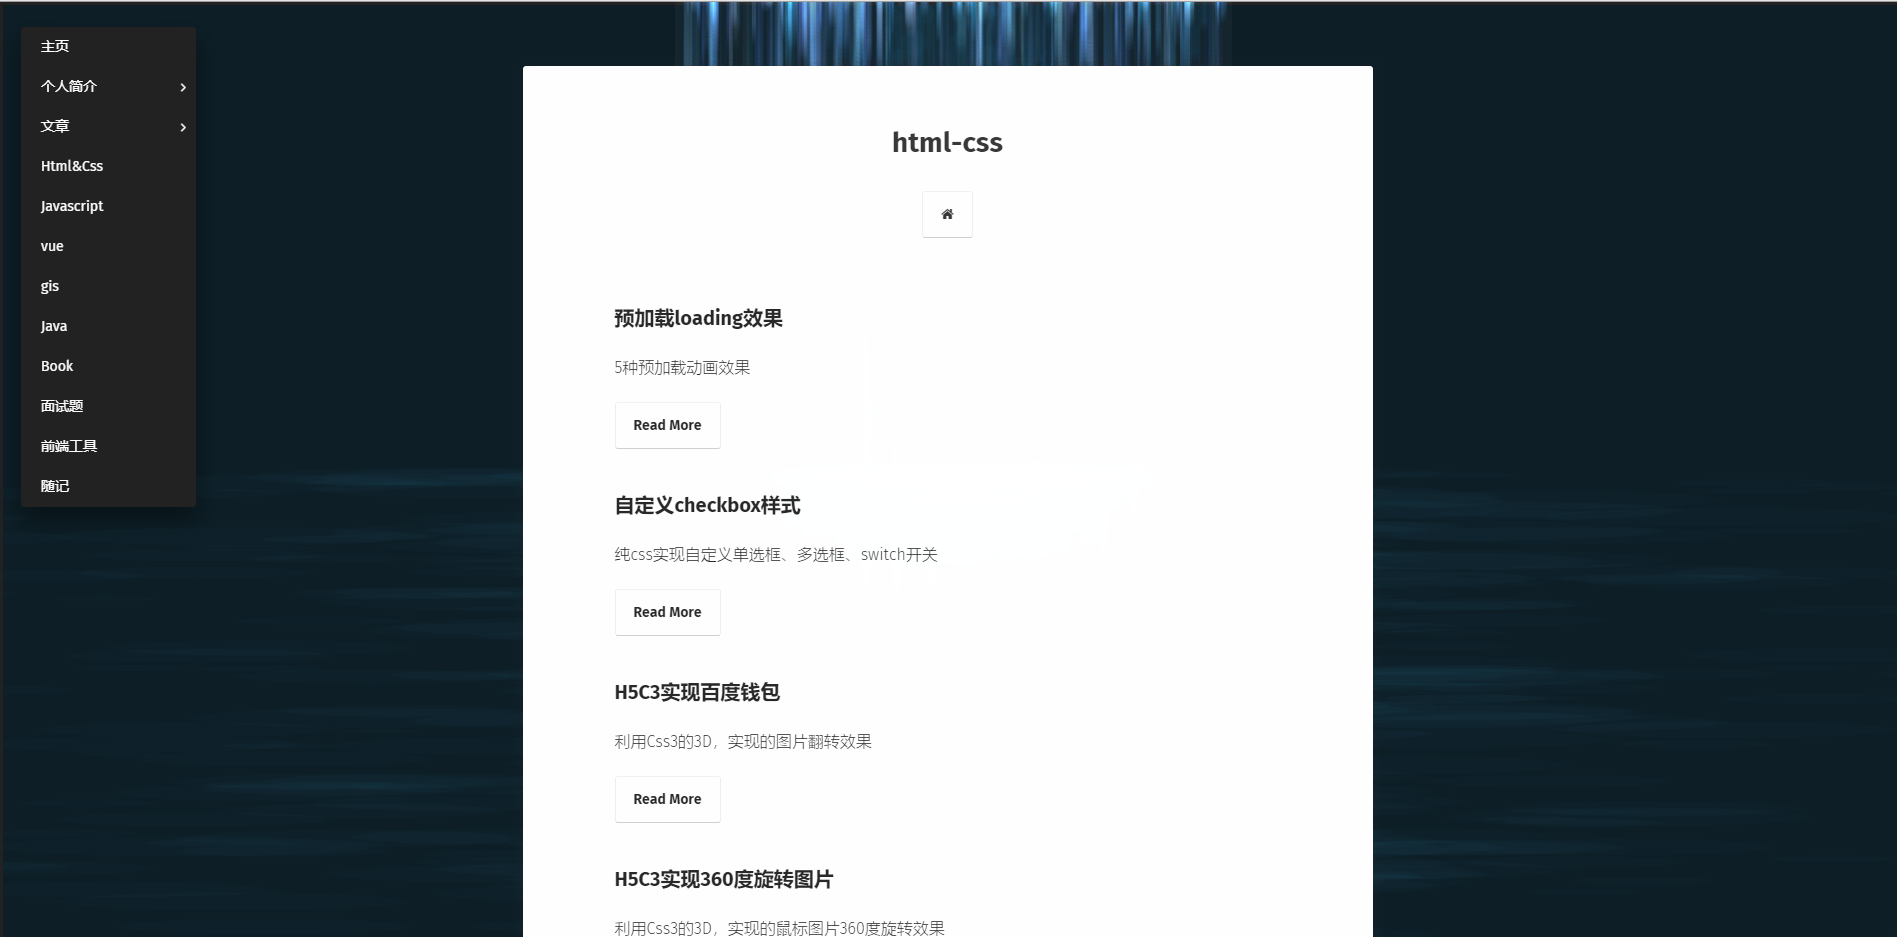 主页
个人简介
文章
Html&Css
Javascript
vue
gis
Java
Book
面试题
前端工具
随记
html-css
预加载loading效果
5种预加载动画效果
Read More
自定义checkbox样式
纯css实现自定义单选框、多选框、switch开关
Read More
H5C3实现百度钱包
利用Css3的3D，实现的图片翻转效果
Read More
H5C3实现360度旋转图片
利用Css3的3D，实现的鼠标图片360度旋转效果